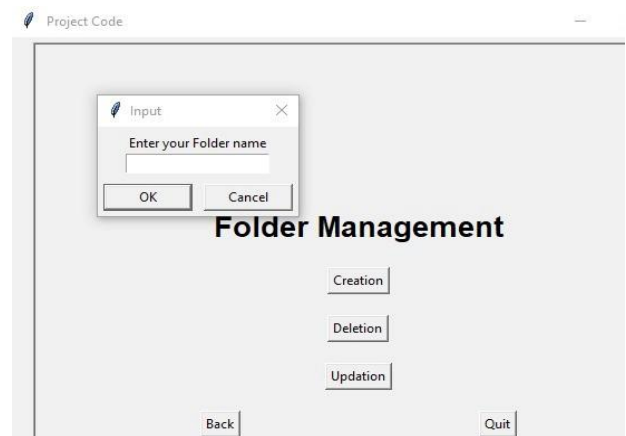 Project Code
Input
Enter your Folder name
OK Cancel
Folder Management
Creation
Deletion
Updation
Back Quit